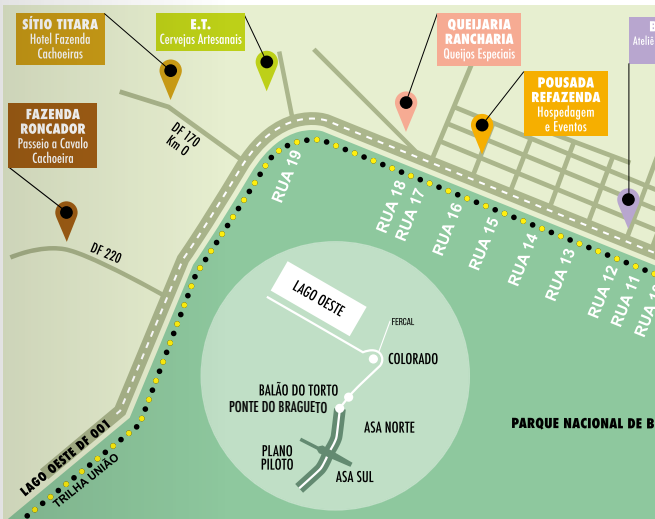 SÍTIO TITARA
Hotel Fazenda
Cachoeiras
E.T.
Cervejas Artesanais
QUEIJARIA
RANCHARIA
Queijos Especiais
Ateliê
POUSADA
REFAZENDA
Hospedagem
e Eventos
FAZENDA
RONCADOR
Passeio a Cavalo
Cachoeira
DF 170
Km 0
DF 220
RUA 19
RUA 18
RUA 17
RUA 16
RUA 15
RUA 14
RUA 13
RUA 12
RUA 11
RUA
LAGO OESTE
FERCAL
COLORADO
BALÃO DO TORTO
PONTE DO BRAGUETO
ASA NORTE
PLANO
PILOTO
ASA SUL
PARQUE NACIONAL DE B
LAGO OESTE DF 001
TRILHA UNIÃO